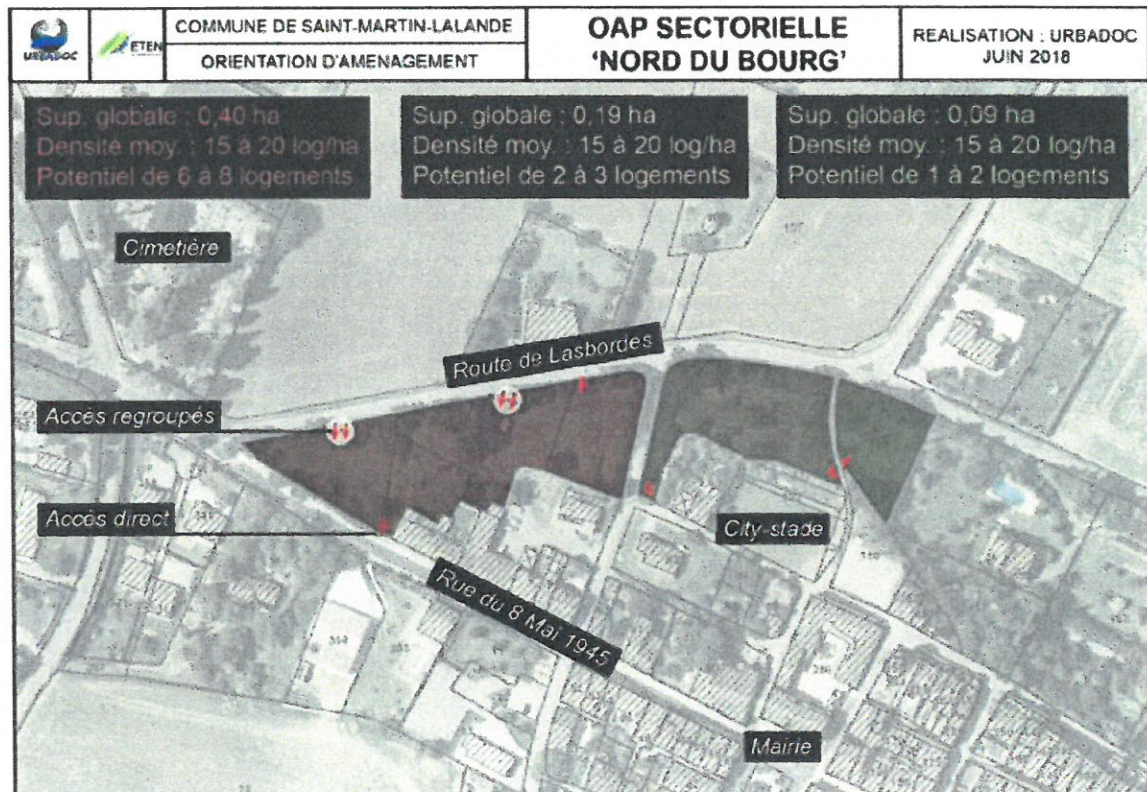 URBADOC
ETEN
COMMUNE DE SAINT-MARTIN-LALANDE
ORIENTATION D'AMENAGEMENT
OAP SECTORIELLE
‘NORD DU BOURG’
REALISATION : URBADOC
JUIN 2018
Sup. globale : 0,40 ha
Densité moy. : 15 à 20 log/ha
Potentiel de 6 à 8 logements
Sup. globale : 0,19 ha
Densité moy. : 15 à 20 log/ha
Potentiel de 2 à 3 logements
Sup. globale : 0,09 ha
Densité moy. : 15 à 20 log/ha
Potentiel de 1 à 2 logements
Cimetière
Route de Lasbordes
Accès regroupés
Accès direct
City-stade
Rue du 8 Mai 1945
Mairie